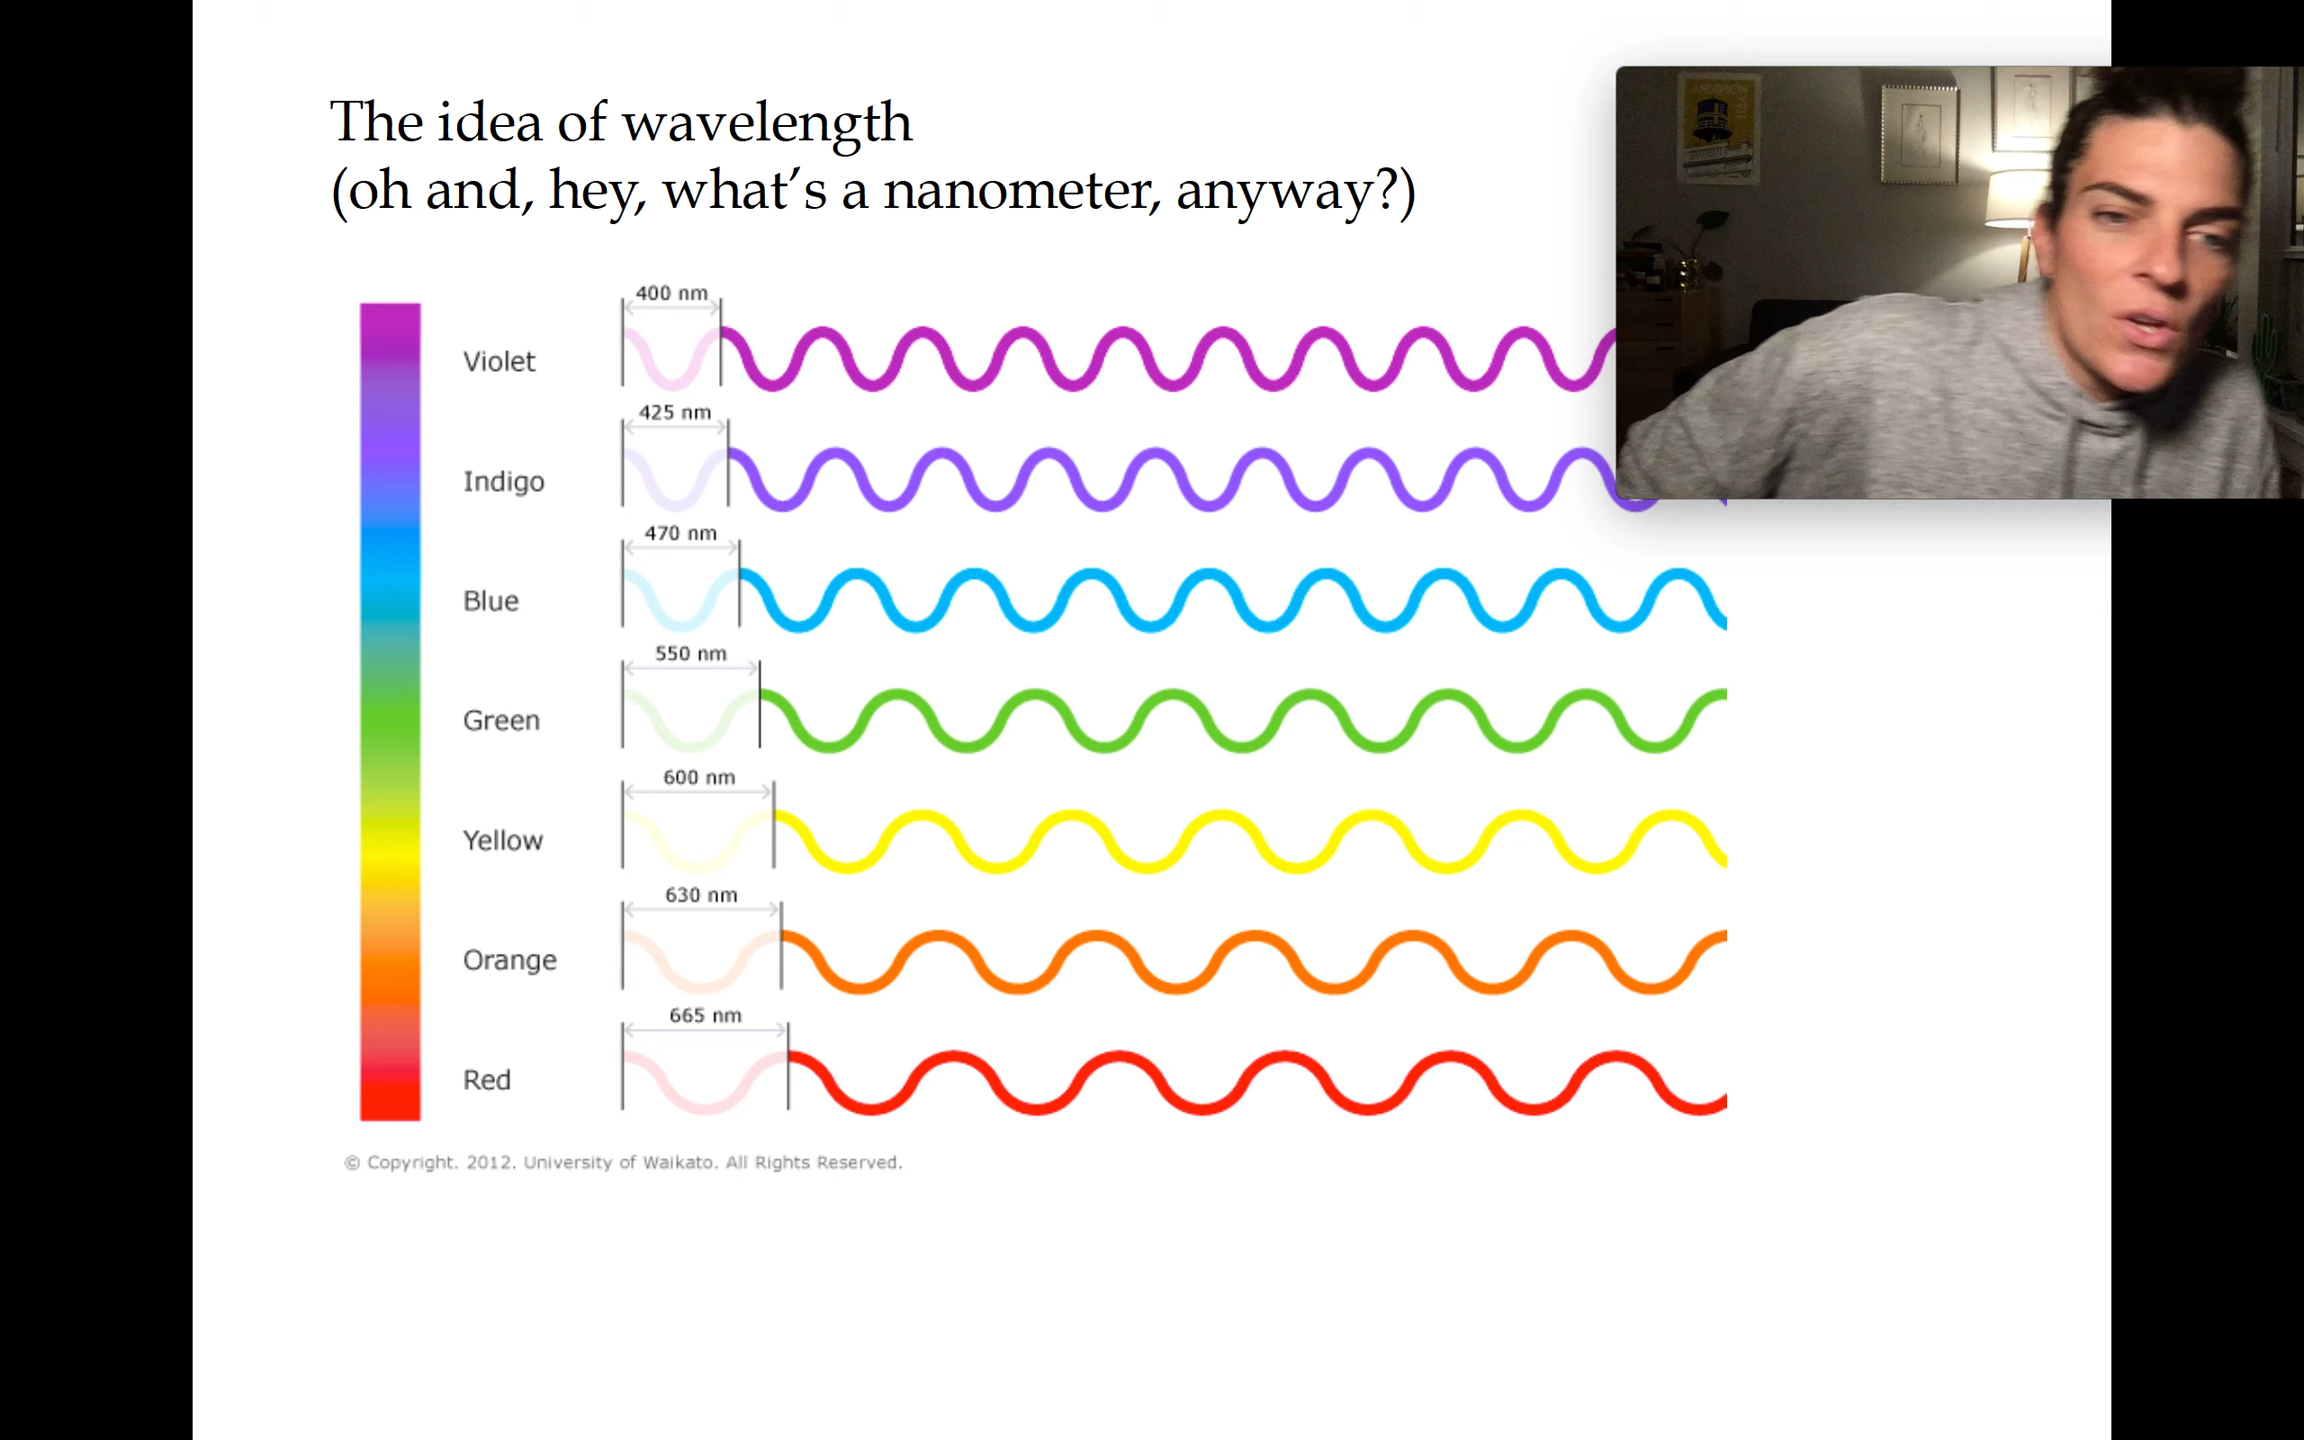 The idea of wavelength
(oh and, hey, what’s a nanometer, anyway?)
400 nm
Violet
425 nm
Indigo
470 nm
Blue
550 nm
Green
600 nm
Yellow
630 nm
Orange
665 nm
Red
© Copyright. 2012. University of Waikato. All Rights Reserved.
ANDERSON